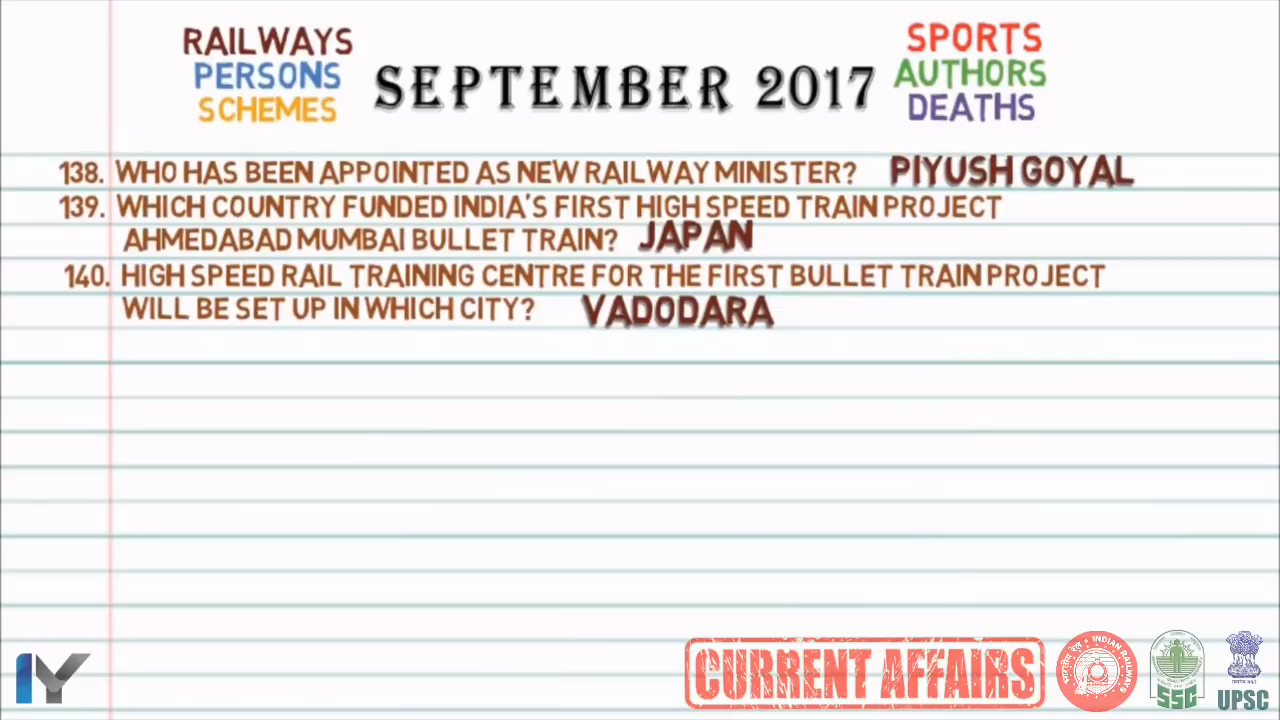 RAILWAYS
PERSONS
SCHEMES
SEPTEMBER 2017
SPORTS
AUTHORS
DEATHS
138. WHO HAS BEEN APPOINTED AS NEW RAILWAY MINISTER? PIYUSH GOYAL
139. WHICH COUNTRY FUNDED INDIA'S FIRST HIGH SPEED TRAIN PROJECT
AHMEDABAD MUMBAI BULLET TRAIN? JAPAN
140. HIGH SPEED RAIL TRAINING CENTRE FOR THE FIRST BULLET TRAIN PROJECT
WILL BE SET UP IN WHICH CITY? VADODARA
IY
CURRENT AFFAIRS
भारतीय रेल • INDIAN RAILWAYS
SSC
UPSC